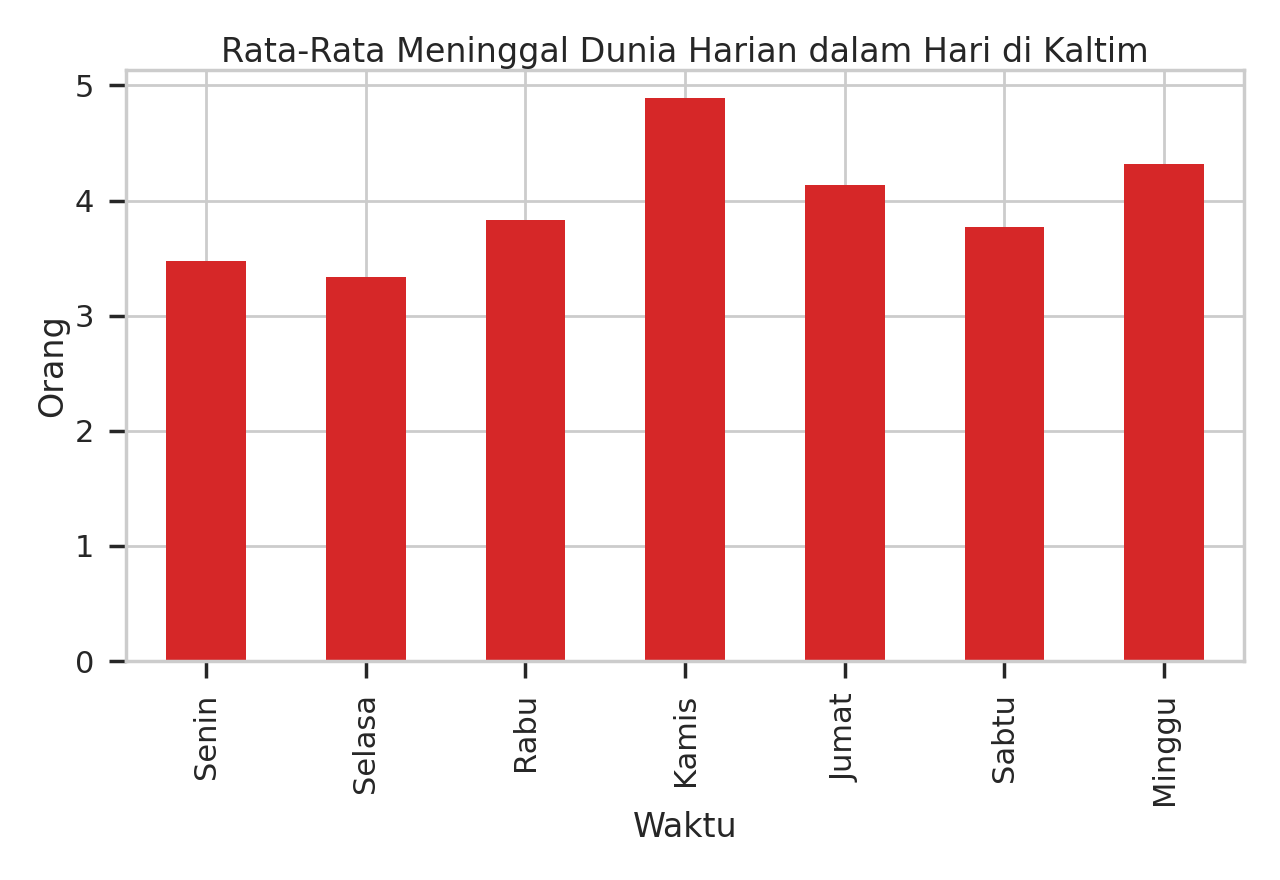 Rata-Rata Meninggal Dunia Harian dalam Hari di Kaltim
5
4
3
2
1
0
Orang
Senin
Selasa
Rabu
Kamis
Jumat
Sabtu
Minggu
Waktu